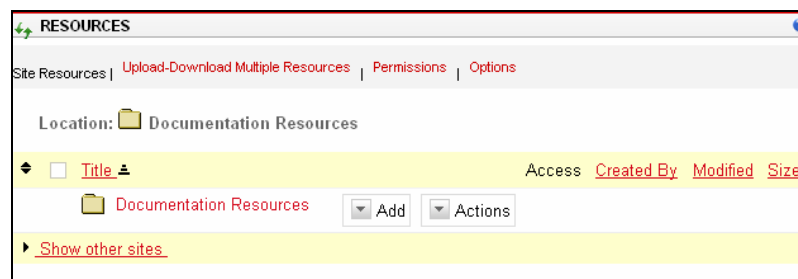 RESOURCES
Site Resources | Upload-Download Multiple Resources | Permissions | Options
Location: Documentation Resources
Title Access Created By Modified Size
Documentation Resources Add Actions
Show other sites